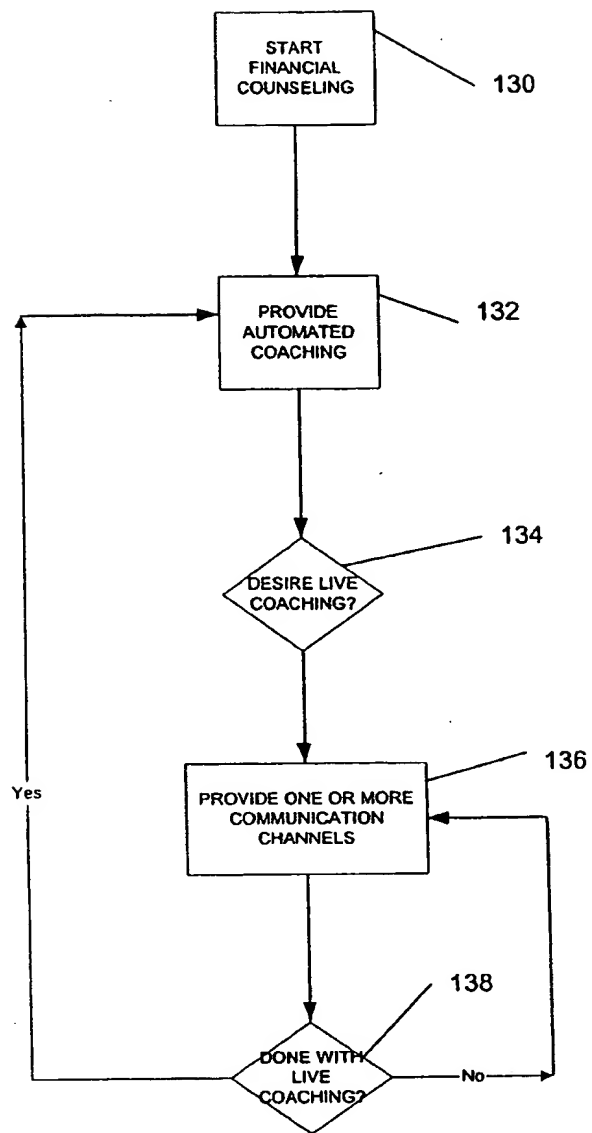 START
FINANCIAL
COUNSELING
130
PROVIDE
AUTOMATED
COACHING
132
134
DESIRE LIVE
COACHING?
136
PROVIDE ONE OR MORE
COMMUNICATION
CHANNELS
Yes
138
DONE WITH
LIVE
COACHING?
No